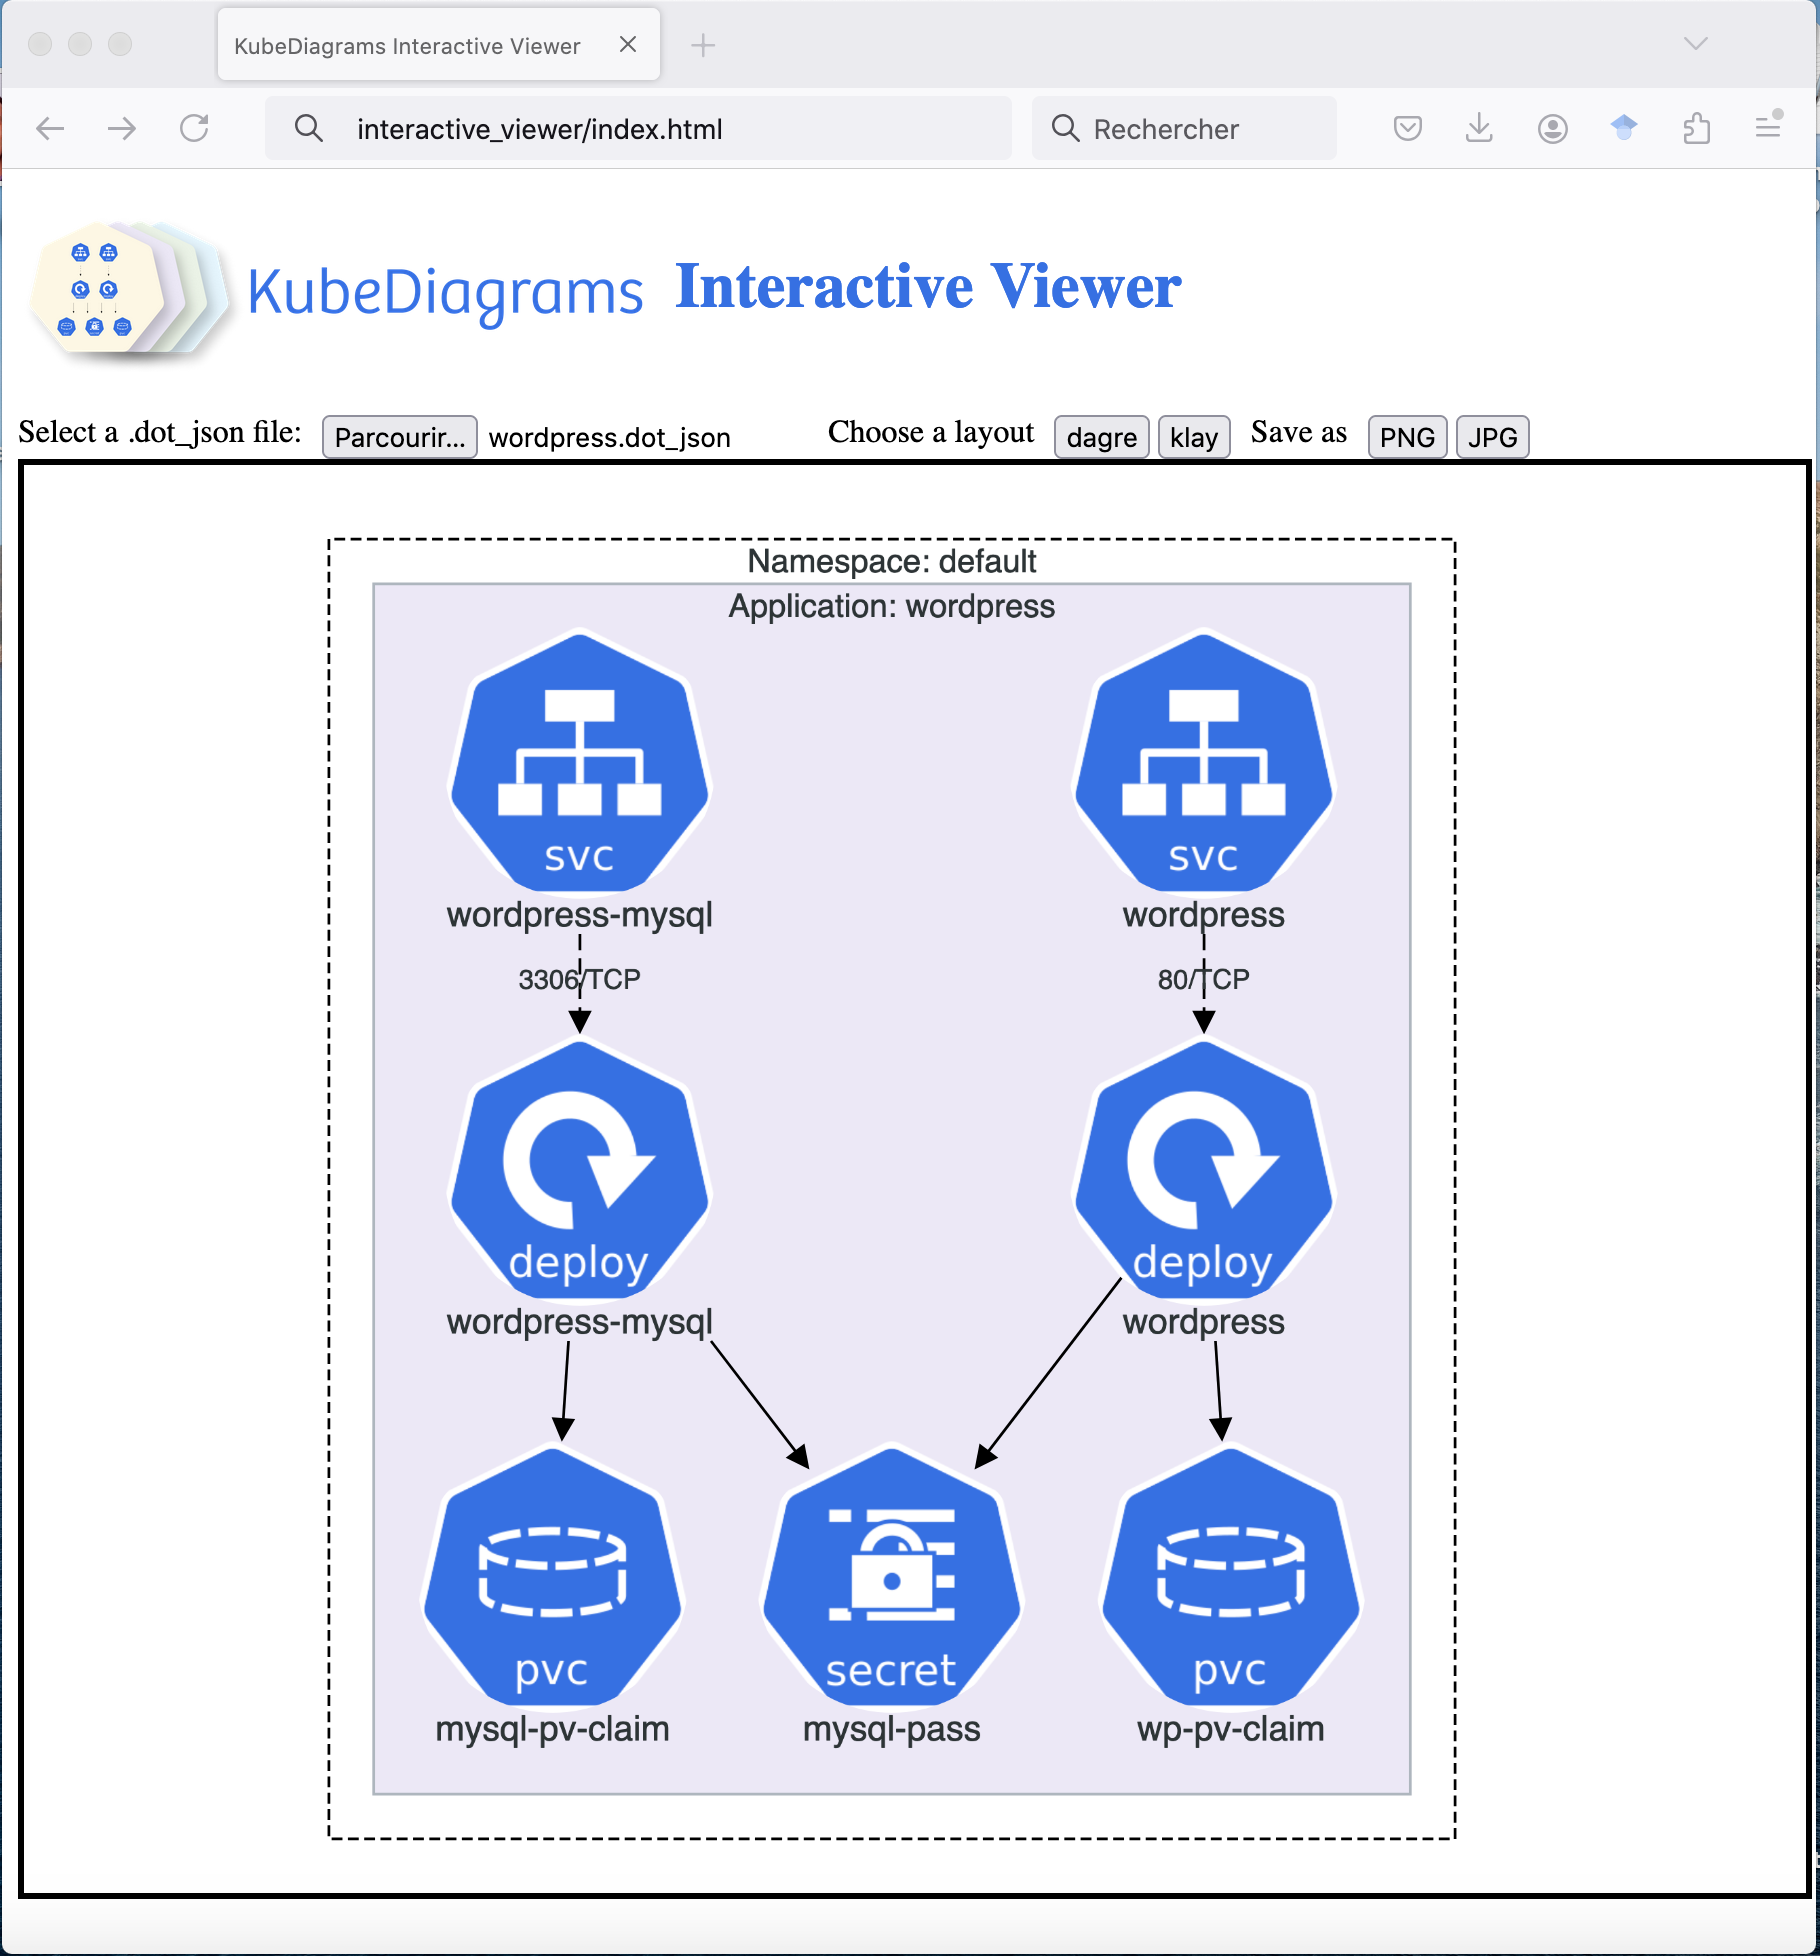 KubeDiagrams Interactive Viewer
interactive_viewer/index.html
Rechercher
KubeDiagrams Interactive Viewer
Select a .dot_json file: Parcourir... wordpress.dot_json Choose a layout dagre klay Save as PNG JPG
Namespace: default
Application: wordpress
svc svc
wordpress-mysql wordpress
3306/TCP 80/TCP
deploy deploy
wordpress-mysql wordpress
pvc secret pvc
mysql-pv-claim mysql-pass wp-pv-claim